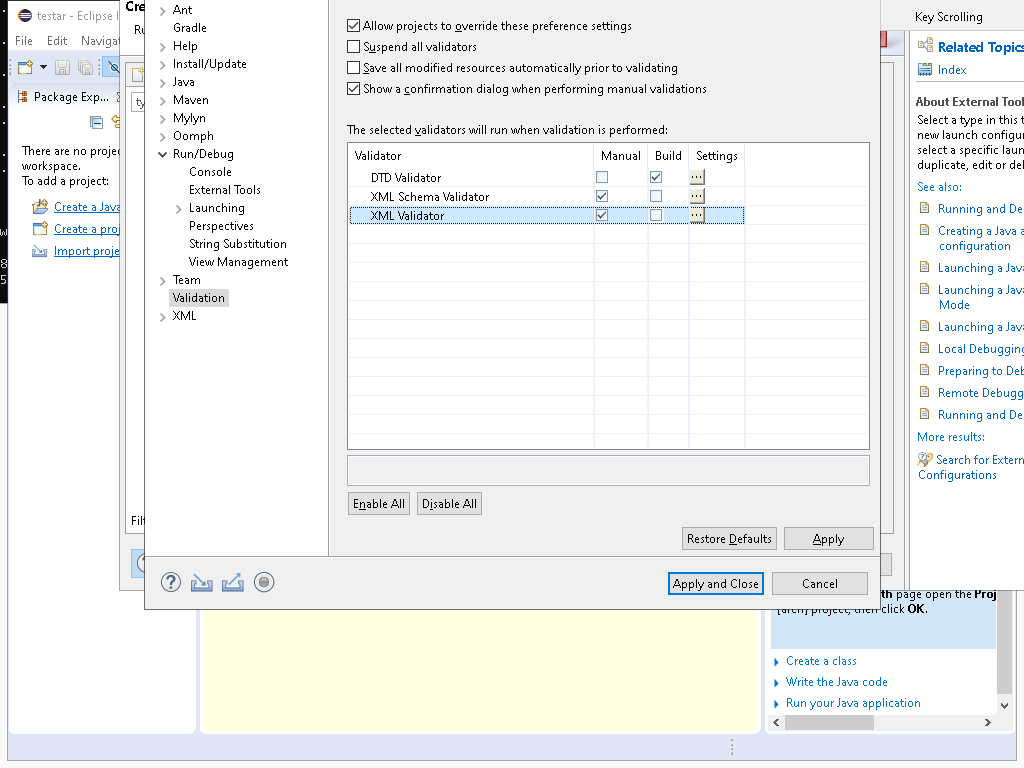 testar - Eclipse I
File Edit Navigat
Package Exp...
There are no proje
workspace.
To add a project:
Create a Java
Create a proj
Import proje
Cre
Ru
ty
Filt
Ant
Gradle
Help
Install/Update
Java
Maven
Mylyn
Oomph
Run/Debug
Console
External Tools
Launching
Perspectives
String Substitution
View Management
Team
Validation
XML
Allow projects to override these preference settings
Suspend all validators
Save all modified resources automatically prior to validating
Show a confirmation dialog when performing manual validations
The selected validators will run when validation is performed:
Validator Manual Build Settings
DTD Validator ...
XML Schema Validator ...
XML Validator ...
Enable All Disable All
Restore Defaults Apply
Apply and Close Cancel
Key Scrolling
Related Topics
Index
About External Tool
Select a type in this t
new launch configur
select a specific laun
duplicate, edit or del
See also:
Running and De
Creating a Java a
configuration
Launching a Java
Launching a Java
Mode
Launching a Java
Local Debugging
Preparing to Deb
Remote Debugg
Running and De
More results:
Search for Extern
Configurations
th page open the Proj
[arch] project, then click OK.
Create a class
Write the Java code
Run your Java application